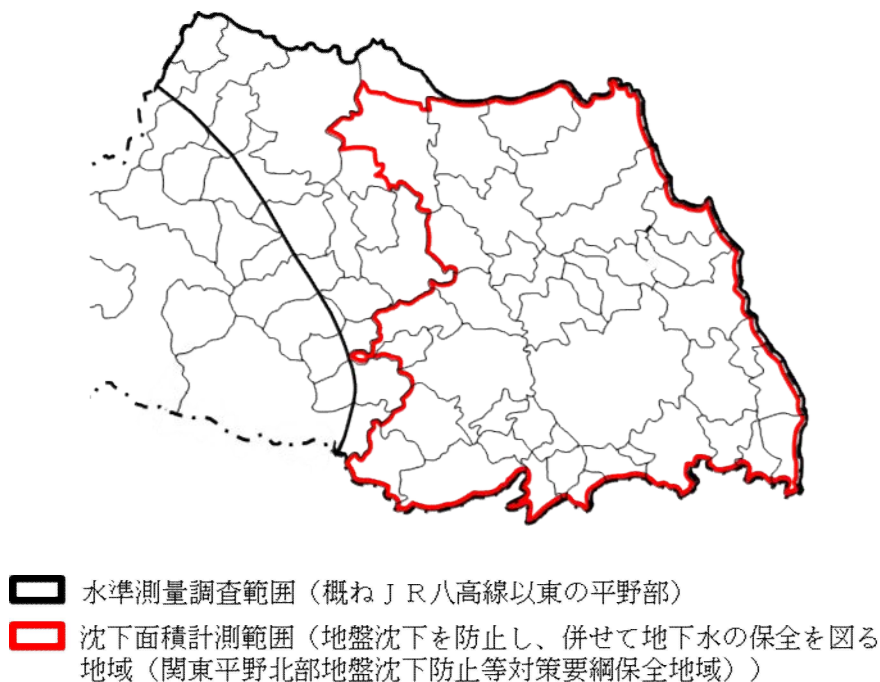 水準測量調査範囲（概ねＪＲ八高線以東の平野部）
沈下面積計測範囲（地盤沈下を防止し、併せて地下水の保全を図る
地域（関東平野北部地盤沈下防止等対策要綱保全地域））